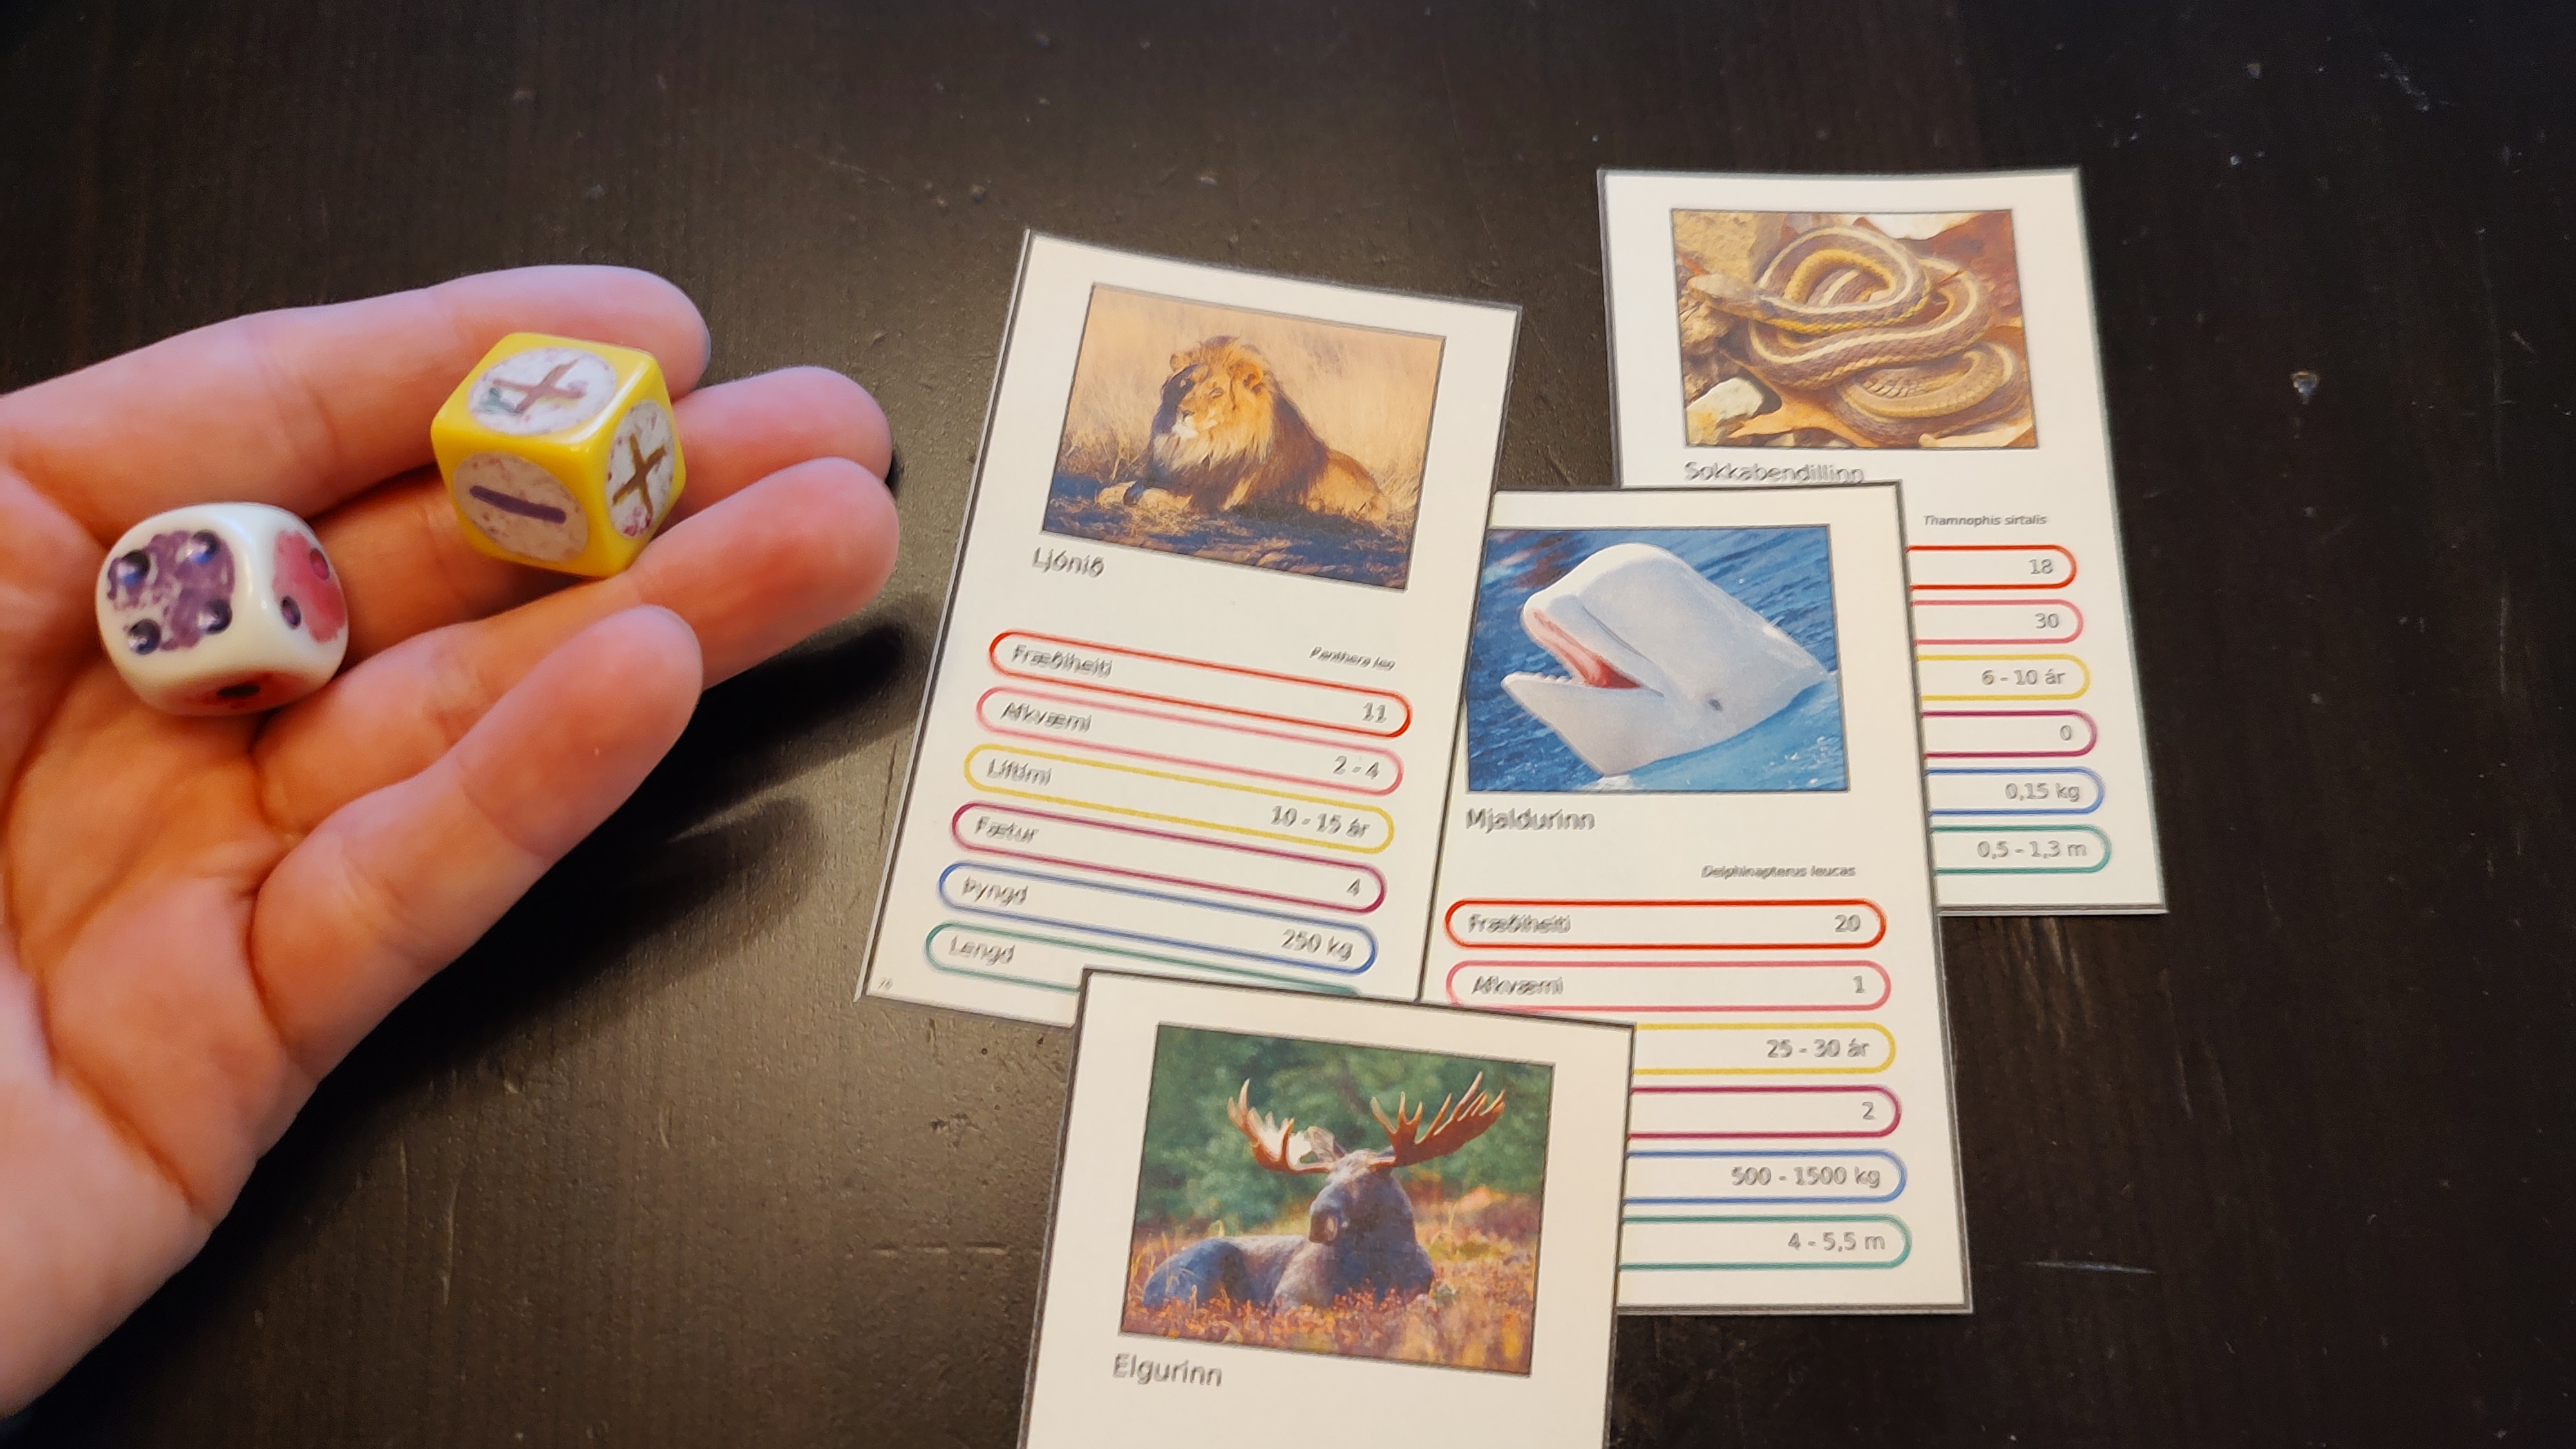 Ljónið
Panthera leo
Fræðiheiti 11
Afkvæmi 2 - 4
Líftími 10 - 15 ár
Fætur 4
Þyngd 250 kg
Lengd
Sokkabendillinn
Thamnophis sirtalis
18
30
6 - 10 ár
0
0,15 kg
0,5 - 1,3 m
Mjaldurinn
Delphinapterus leucas
Fræðiheiti 20
Afkvæmi 1
25 - 30 ár
2
500 - 1500 kg
4 - 5,5 m
Elgurinn
+
+
−